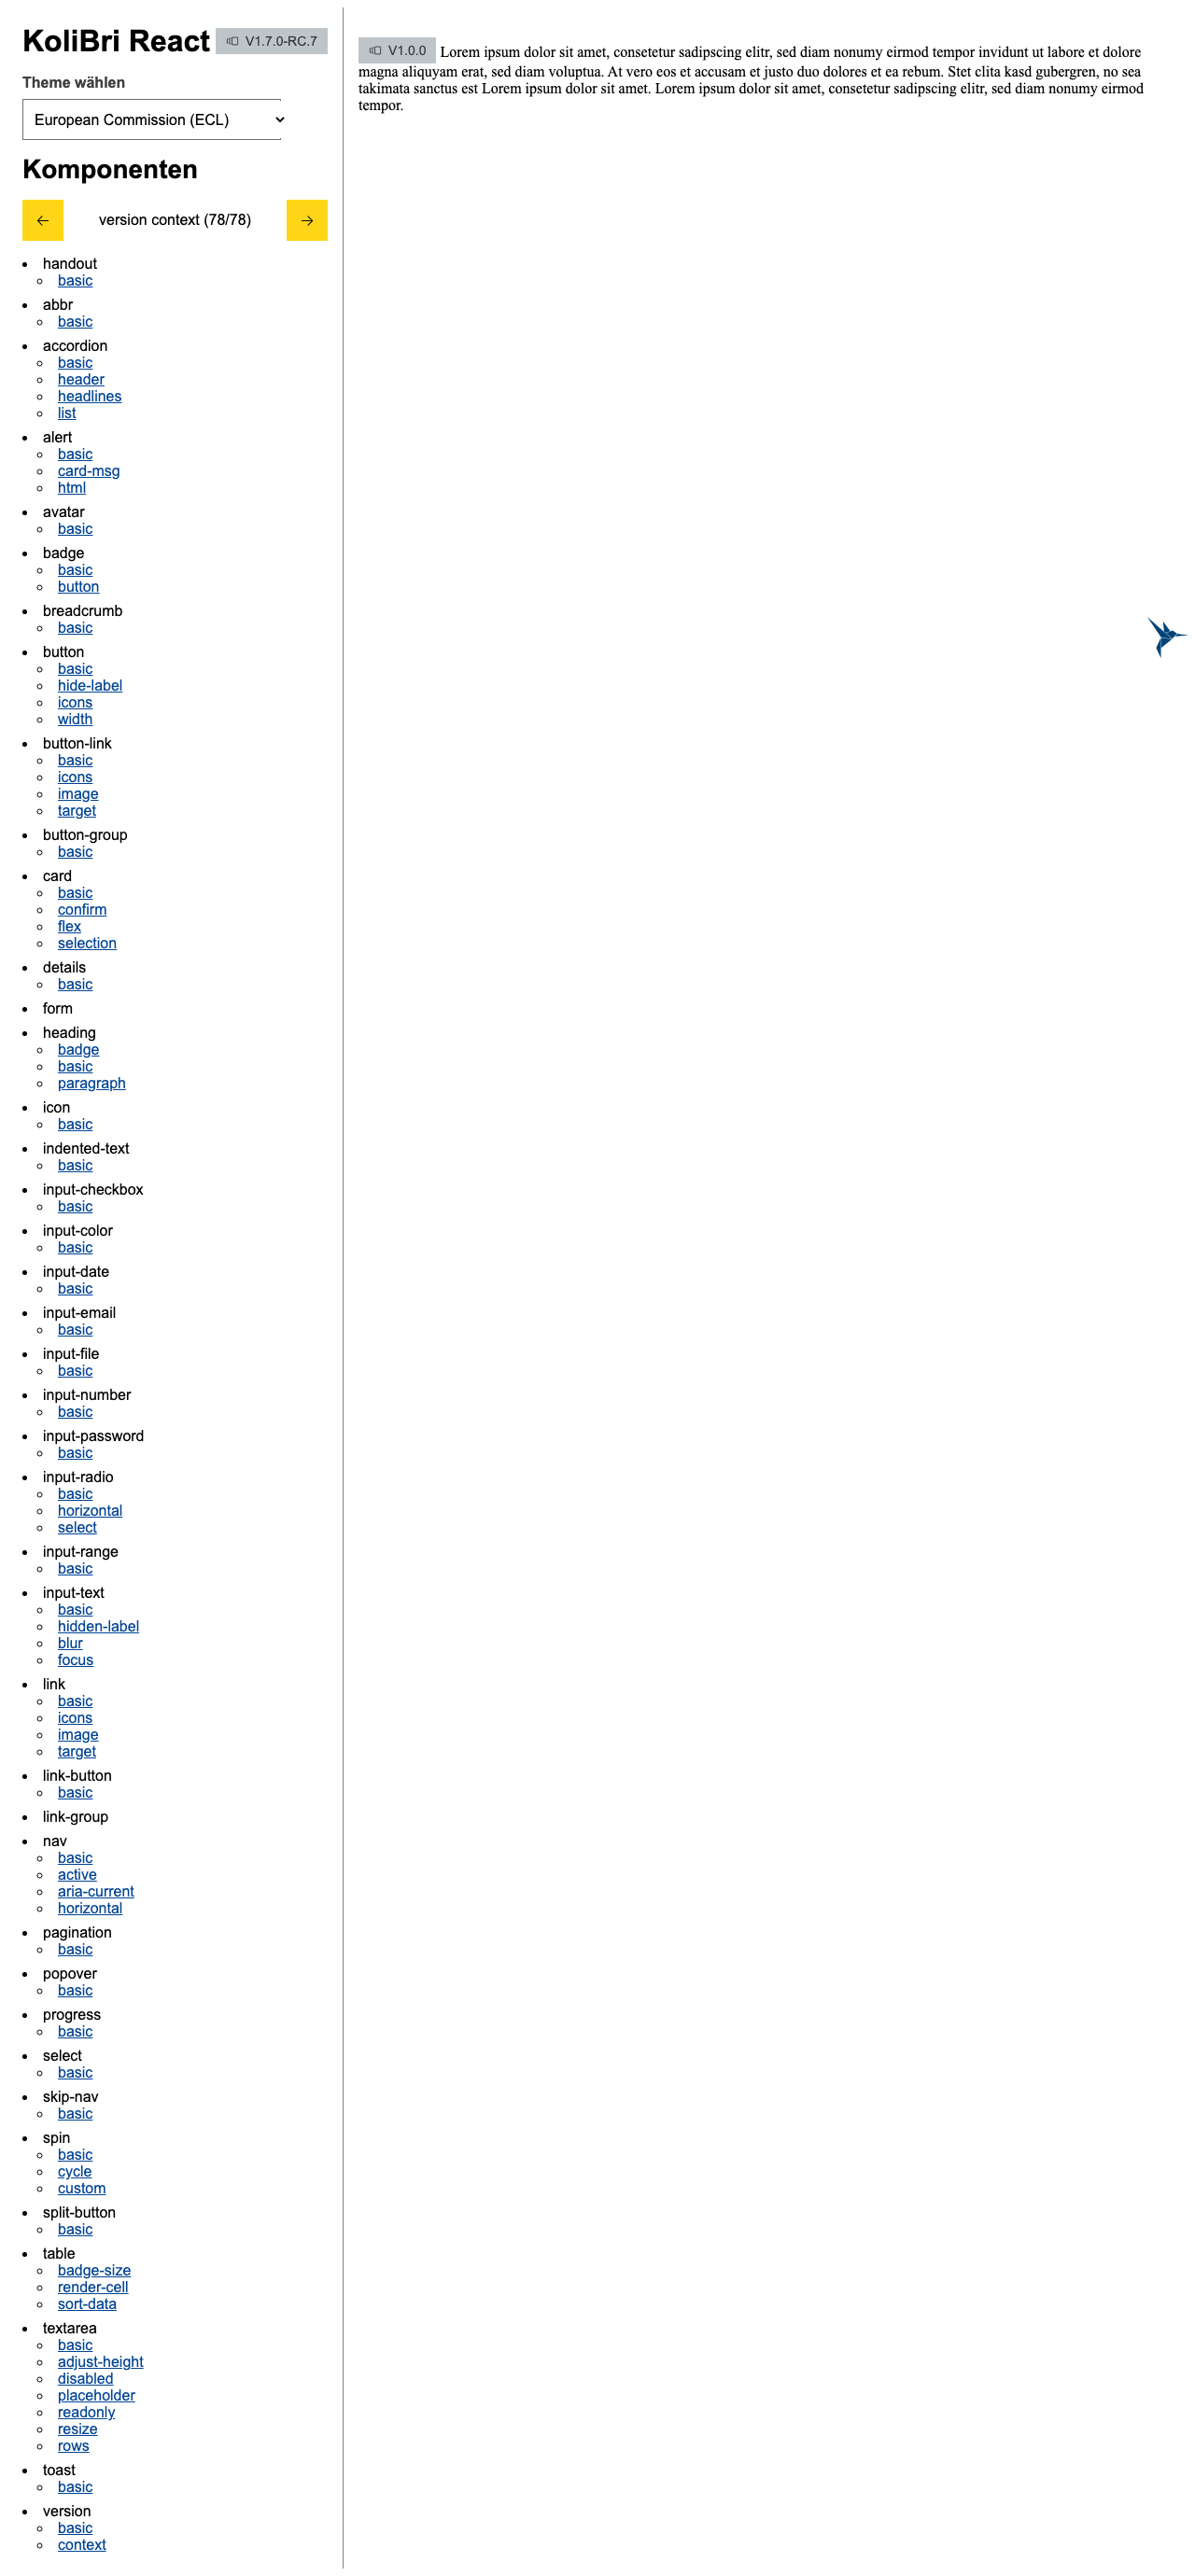 KoliBri React V1.7.0-RC.7
Theme wählen
European Commission (ECL)
Komponenten
version context (78/78)
handout
basic
abbr
basic
accordion
basic
header
headlines
list
alert
basic
card-msg
html
avatar
basic
badge
basic
button
breadcrumb
basic
button
basic
hide-label
icons
width
button-link
basic
icons
image
target
button-group
basic
card
basic
confirm
flex
selection
details
basic
form
heading
badge
basic
paragraph
icon
basic
indented-text
basic
input-checkbox
basic
input-color
basic
input-date
basic
input-email
basic
input-file
basic
input-number
basic
input-password
basic
input-radio
basic
horizontal
select
input-range
basic
input-text
basic
hidden-label
blur
focus
link
basic
icons
image
target
link-button
basic
link-group
nav
basic
active
aria-current
horizontal
pagination
basic
popover
basic
progress
basic
select
basic
skip-nav
basic
spin
basic
cycle
custom
split-button
basic
table
badge-size
render-cell
sort-data
textarea
basic
adjust-height
disabled
placeholder
readonly
resize
rows
toast
basic
version
basic
context
V1.0.0 Lorem ipsum dolor sit amet, consetetur sadipscing elitr, sed diam nonumy eirmod tempor invidunt ut labore et dolore
magna aliquyam erat, sed diam voluptua. At vero eos et accusam et justo duo dolores et ea rebum. Stet clita kasd gubergren, no sea
takimata sanctus est Lorem ipsum dolor sit amet. Lorem ipsum dolor sit amet, consetetur sadipscing elitr, sed diam nonumy eirmod
tempor.